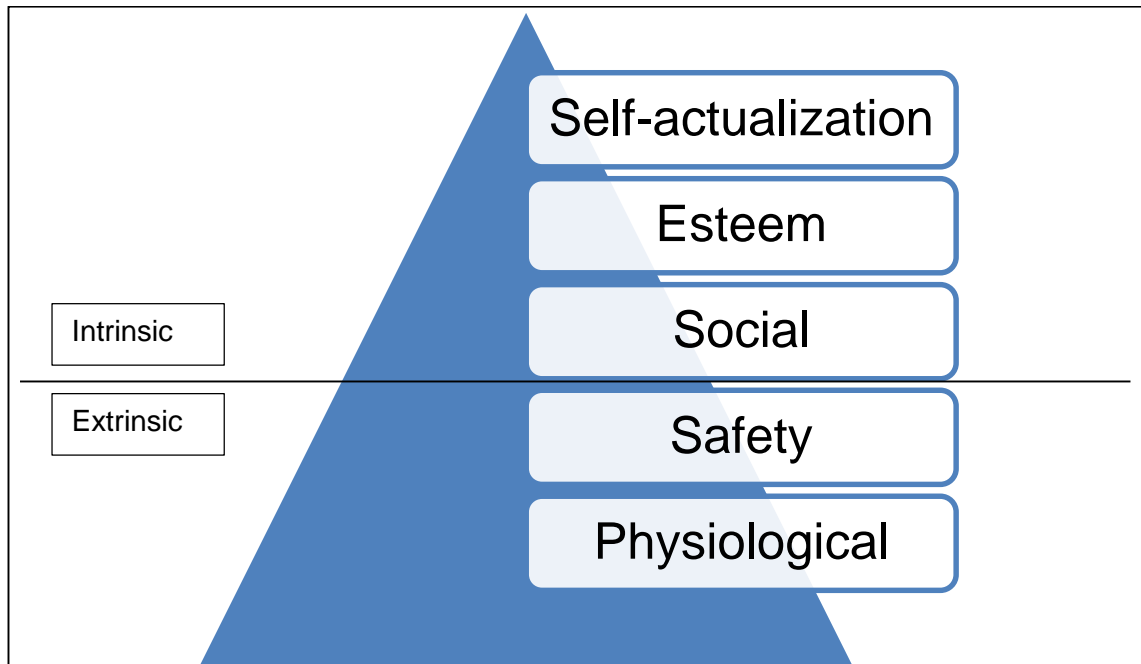 Self-actualization
Esteem
Intrinsic
Social
Extrinsic
Safety
Physiological